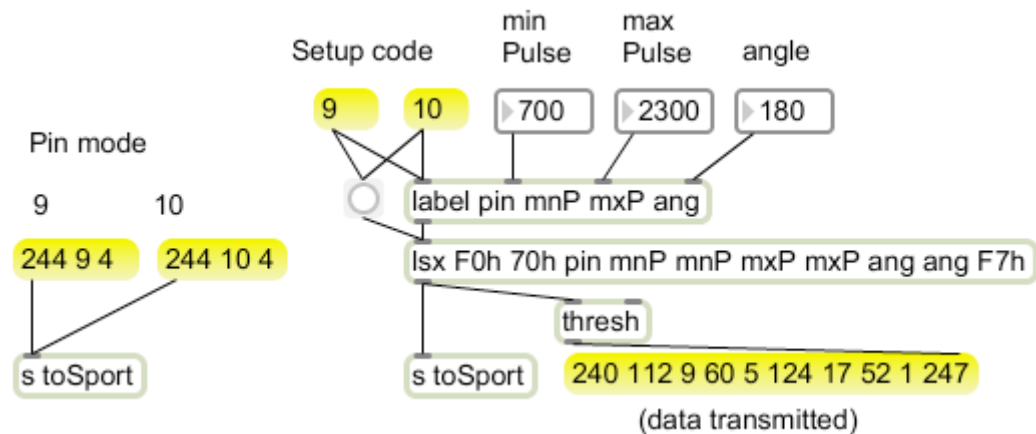 min
Pulse
max
Pulse
Setup code
angle
9
10
700
2300
180
Pin mode
label pin mnP mxP ang
9
10
244 9 4
244 10 4
lsx F0h 70h pin mnP mnP mxP mxP ang ang F7h
thresh
s toSport
s toSport
240 112 9 60 5 124 17 52 1 247
(data transmitted)